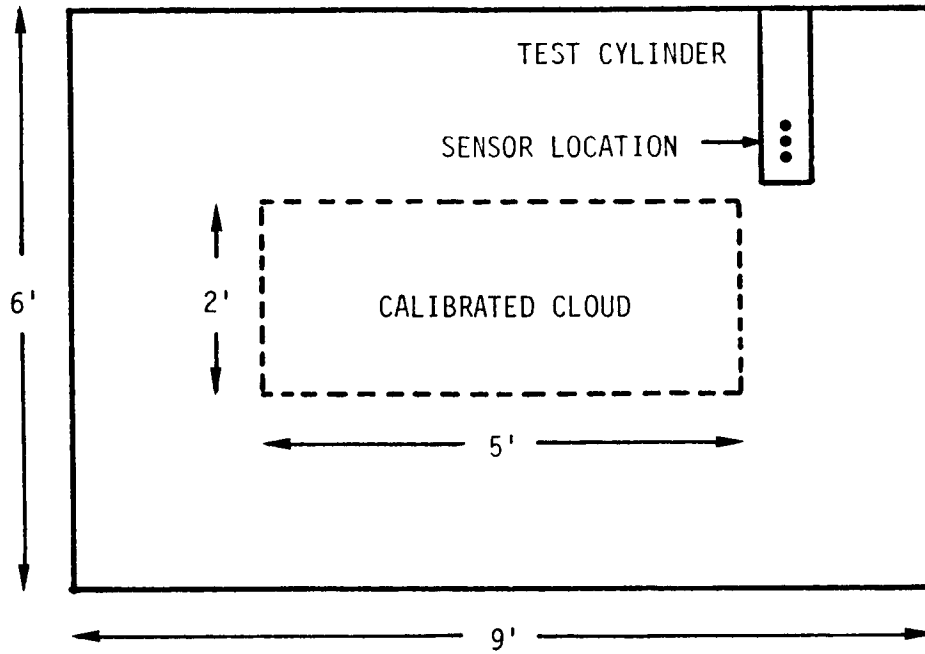 TEST CYLINDER
SENSOR LOCATION
6'
2'
CALIBRATED CLOUD
5'
9'